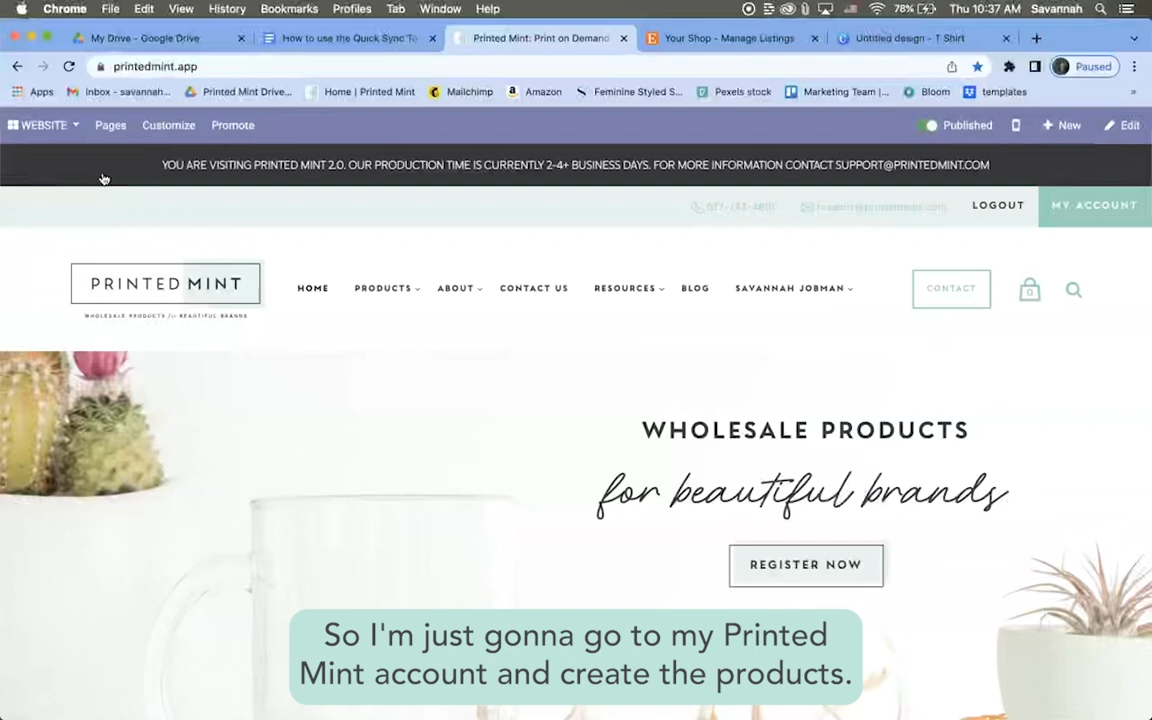 Chrome File Edit View History Bookmarks Profiles Tab Window Help 78% Thu 10:37 AM Savannah
My Drive - Google Drive How to use the Quick Sync To Printed Mint: Print on Demand Your Shop - Manage Listings Untitled design - T Shirt
printedmint.app Paused
Apps Inbox - savannah... Printed Mint Drive... Home | Printed Mint Mailchimp Amazon Feminine Styled S... Pexels stock Marketing Team |... Bloom templates
WEBSITE Pages Customize Promote Published New Edit
YOU ARE VISITING PRINTED MINT 2.0. OUR PRODUCTION TIME IS CURRENTLY 2-4+ BUSINESS DAYS. FOR MORE INFORMATION CONTACT SUPPORT@PRINTEDMINT.COM
LOGOUT MY ACCOUNT
PRINTED MINT HOME PRODUCTS ABOUT CONTACT US RESOURCES BLOG SAVANNAH JOBMAN CONTACT 0
WHOLESALE PRODUCTS for BEAUTIFUL BRANDS
WHOLESALE PRODUCTS
for beautiful brands
REGISTER NOW
So I'm just gonna go to my Printed
Mint account and create the products.